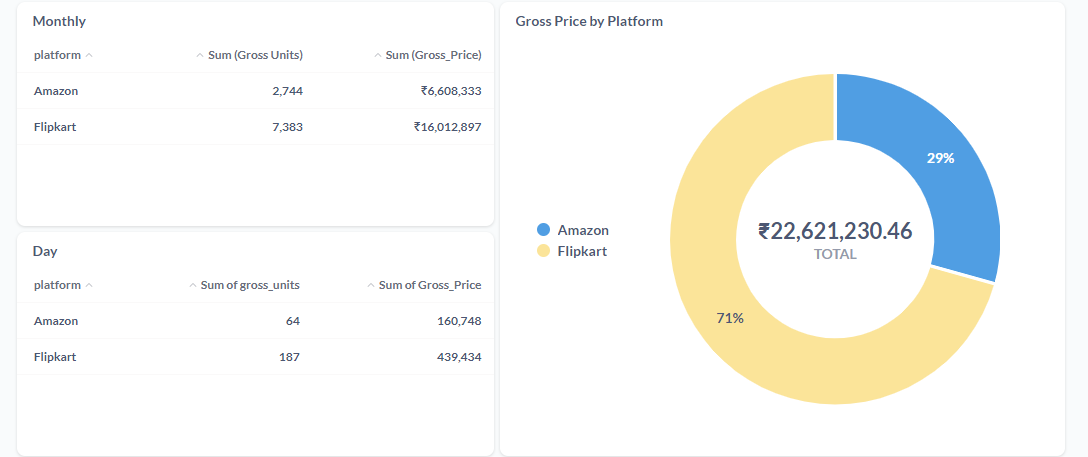 Monthly
platform Sum (Gross Units) Sum (Gross_Price)
Amazon 2,744 ₹6,608,333
Flipkart 7,383 ₹16,012,897
Day
platform Sum of gross_units Sum of Gross_Price
Amazon 64 160,748
Flipkart 187 439,434
Gross Price by Platform
Amazon
Flipkart
29%
₹22,621,230.46
TOTAL
71%